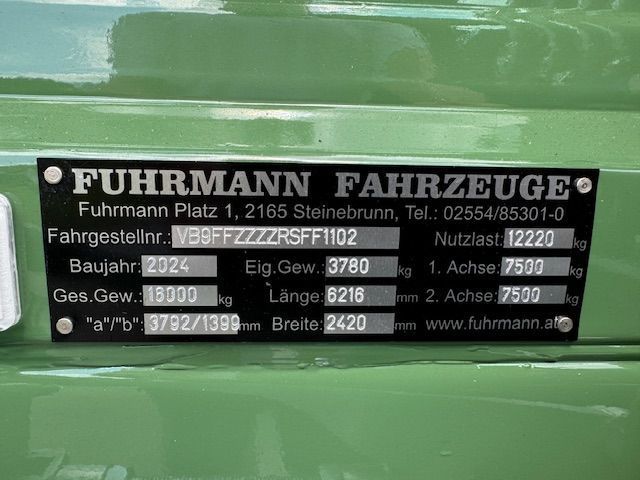 FUHRMANN FAHRZEUGE
Fuhrmann Platz 1, 2165 Steinebrunn, Tel.: 02554/85301-0
Fahrgestellnr.: VB9FFZZZZRSFF1102 Nutzlast: 12220 kg
Baujahr: 2024 Eig.Gew.: 3780 kg 1. Achse: 7500 kg
Ges.Gew.: 16000 kg Länge: 6216 mm 2. Achse: 7500 kg
"a"/"b": 3792/1399 mm Breite: 2420 mm www.fuhrmann.at